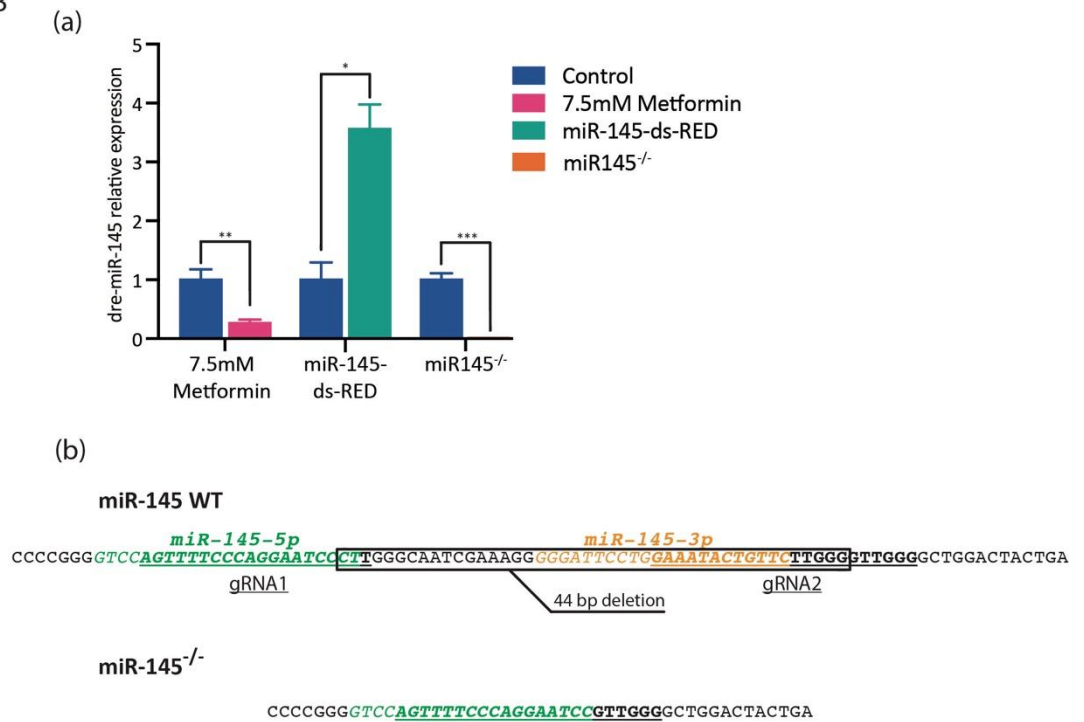 (a)
5
4
3
2
1
0
dre-miR-145 relative expression
**
*
***
7.5mM
Metformin
miR-145-
ds-RED
miR145-/-
Control
7.5mM Metformin
miR-145-ds-RED
miR145-/-
(b)
miR-145 WT
miR-145-5p miR-145-3p
CCCCGGGGTCCAGTTTTCCCAGGAATCCCTTGGGCAATCGAAAGGGGGATTCCTGGAAATACTGTTCTTGGGGTTGGGGCTGGACTACTGA
gRNA1 gRNA2
44 bp deletion
miR-145-/-
CCCCGGGGTCCAGTTTTCCCAGGAATCCGTTGGGGCTGGACTACTGA